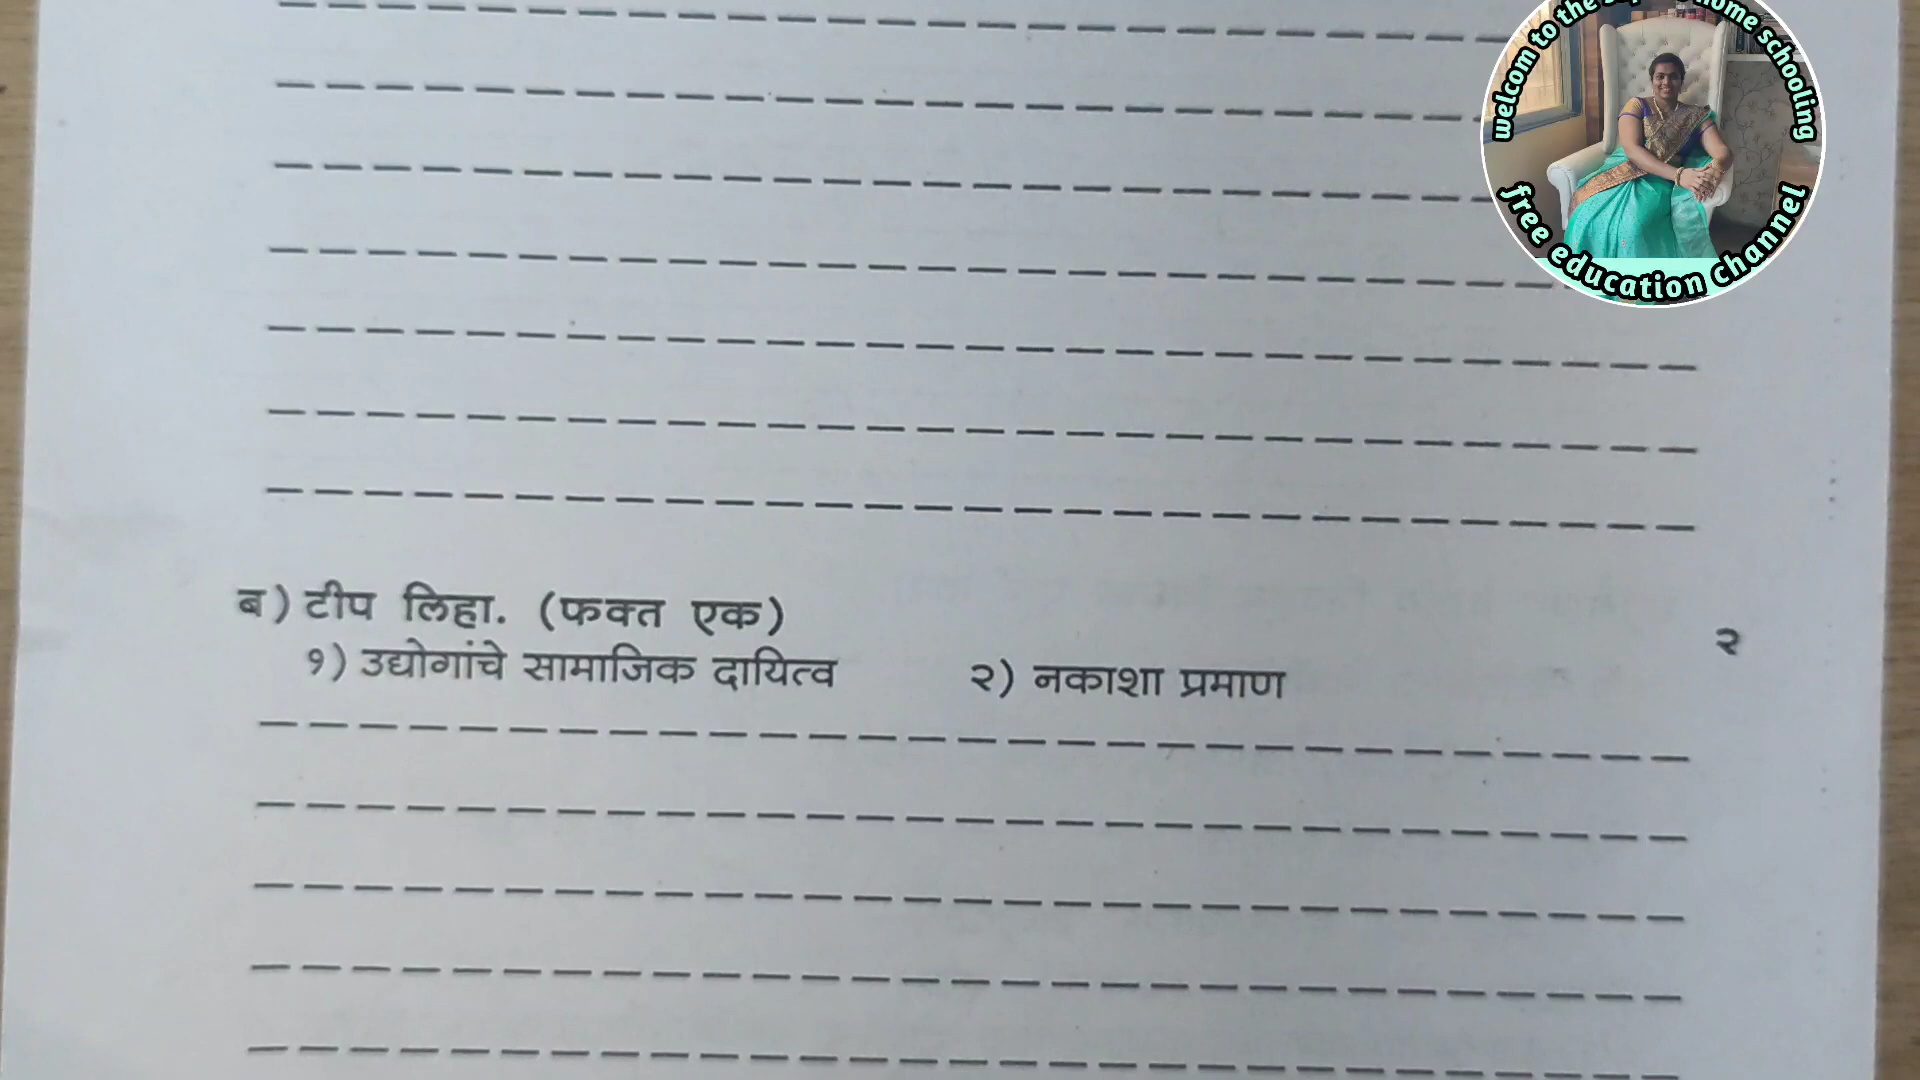 welcom to the home schooling
free education channel
ब) टीप लिहा. (फक्त एक) २
१) उद्योगांचे सामाजिक दायित्व २) नकाशा प्रमाण